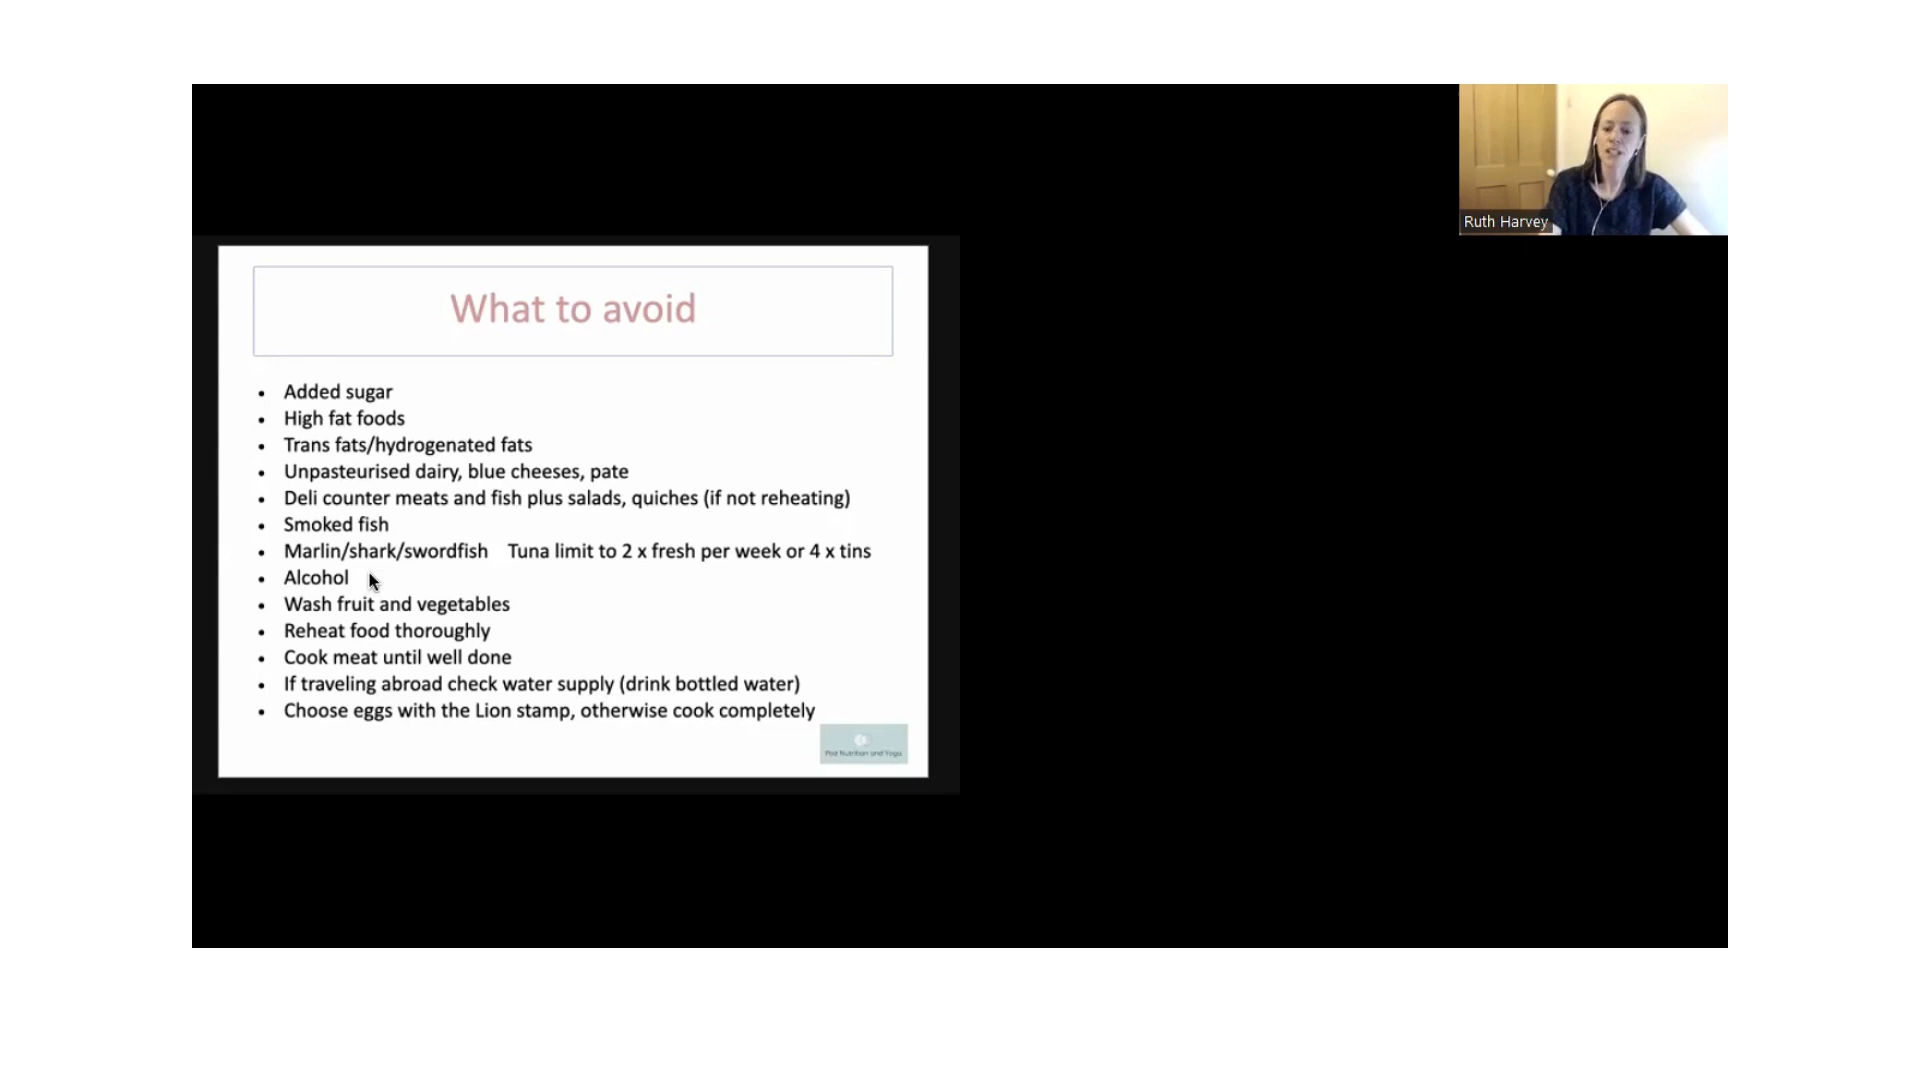 Ruth Harvey
What to avoid
• Added sugar
• High fat foods
• Trans fats/hydrogenated fats
• Unpasteurised dairy, blue cheeses, pate
• Deli counter meats and fish plus salads, quiches (if not reheating)
• Smoked fish
• Marlin/shark/swordfish Tuna limit to 2 x fresh per week or 4 x tins
• Alcohol
• Wash fruit and vegetables
• Reheat food thoroughly
• Cook meat until well done
• If traveling abroad check water supply (drink bottled water)
• Choose eggs with the Lion stamp, otherwise cook completely
Pod Nutrition and Yoga